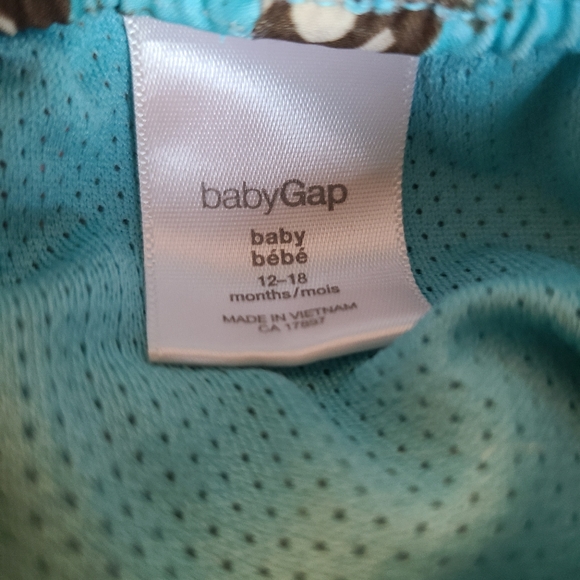 babyGap
baby
bébé
12–18
months/mois
MADE IN VIETNAM
CA 17897